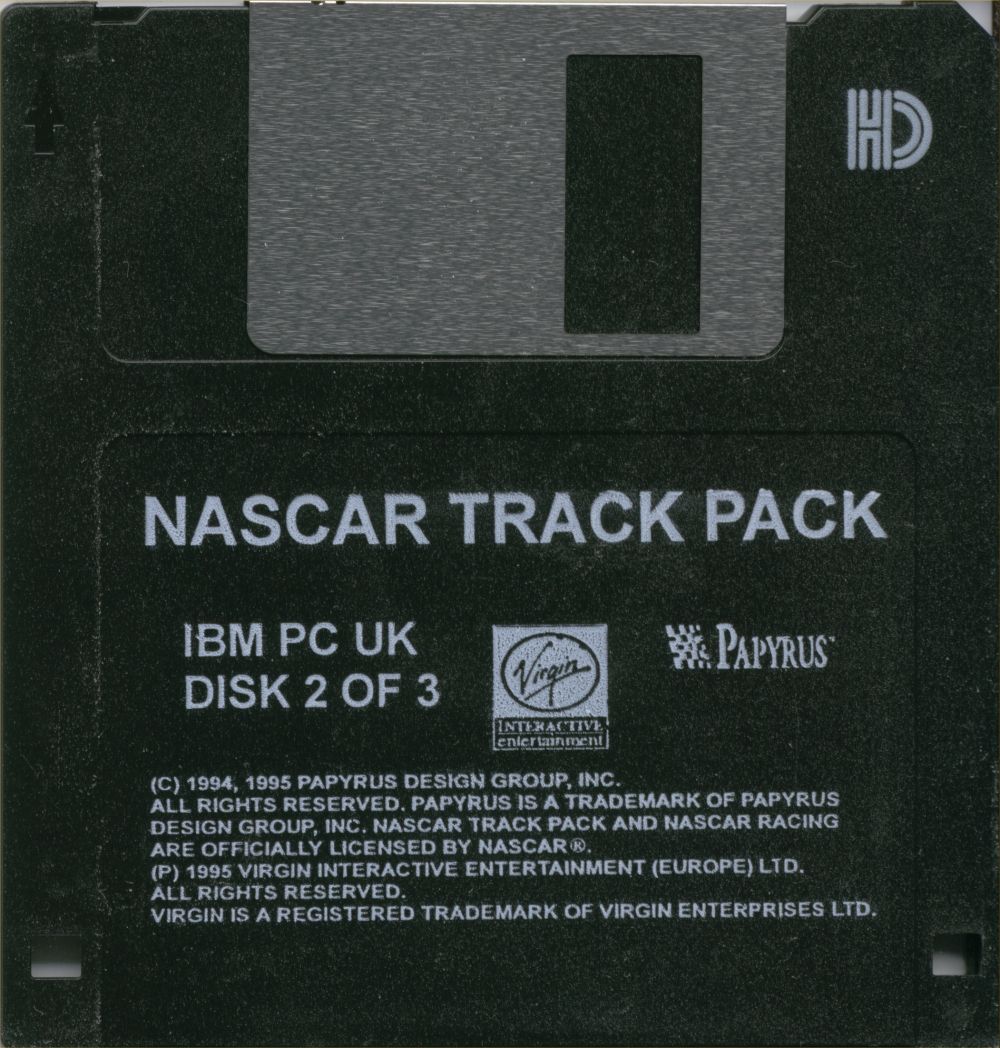 HD
NASCAR TRACK PACK
IBM PC UK
DISK 2 OF 3
Virgin
INTERACTIVE
entertainment
PAPYRUS™
(C) 1994, 1995 PAPYRUS DESIGN GROUP, INC.
ALL RIGHTS RESERVED. PAPYRUS IS A TRADEMARK OF PAPYRUS
DESIGN GROUP, INC. NASCAR TRACK PACK AND NASCAR RACING
ARE OFFICIALLY LICENSED BY NASCAR®.
(P) 1995 VIRGIN INTERACTIVE ENTERTAINMENT (EUROPE) LTD.
ALL RIGHTS RESERVED.
VIRGIN IS A REGISTERED TRADEMARK OF VIRGIN ENTERPRISES LTD.